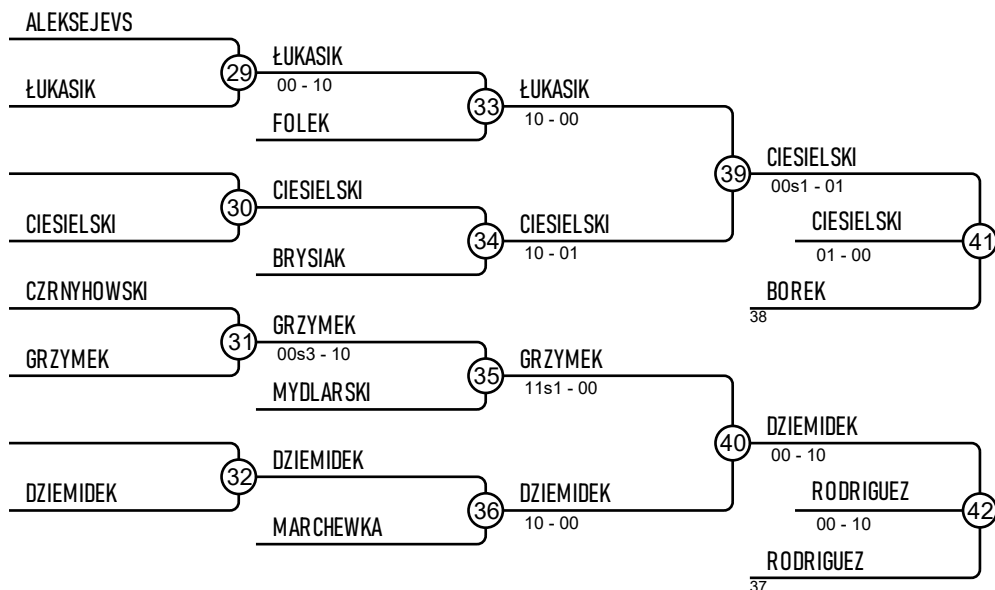 ALEKSEJEVS
29
ŁUKASIK
ŁUKASIK
00 - 10
33
ŁUKASIK
10 - 00
FOLEK
39
CIESIELSKI
00s1 - 01
30
CIESIELSKI
CIESIELSKI
34
CIESIELSKI
10 - 01
BRYSIAK
CIESIELSKI
01 - 00
41
BOREK
38
CZRNYHOWSKI
31
GRZYMEK
GRZYMEK
00s3 - 10
35
GRZYMEK
11s1 - 00
MYDLARSKI
40
DZIEMIDEK
00 - 10
32
DZIEMIDEK
DZIEMIDEK
36
DZIEMIDEK
10 - 00
MARCHEWKA
RODRIGUEZ
00 - 10
42
RODRIGUEZ
37